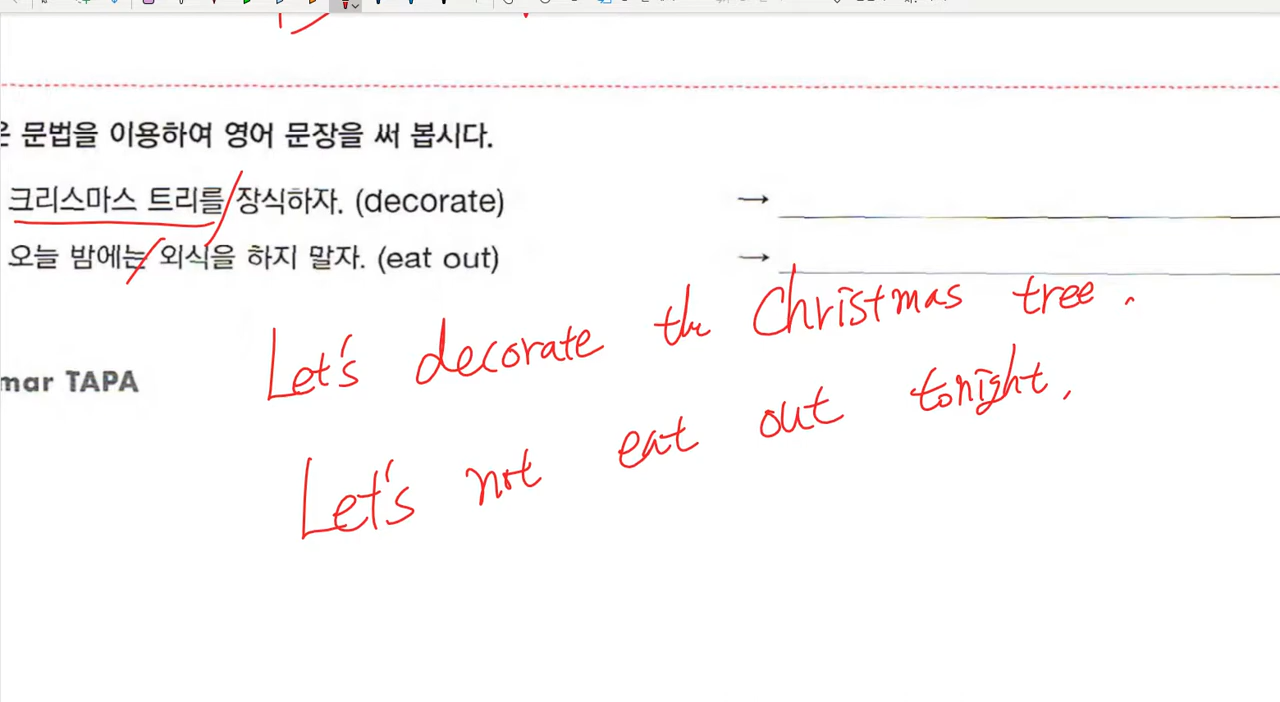 문법을 이용하여 영어 문장을 써 봅시다.
크리스마스 트리를 장식하자. (decorate) →
오늘 밤에는 외식을 하지 말자. (eat out) →
Let's decorate the Christmas tree.
mar TAPA
Let's not eat out tonight.